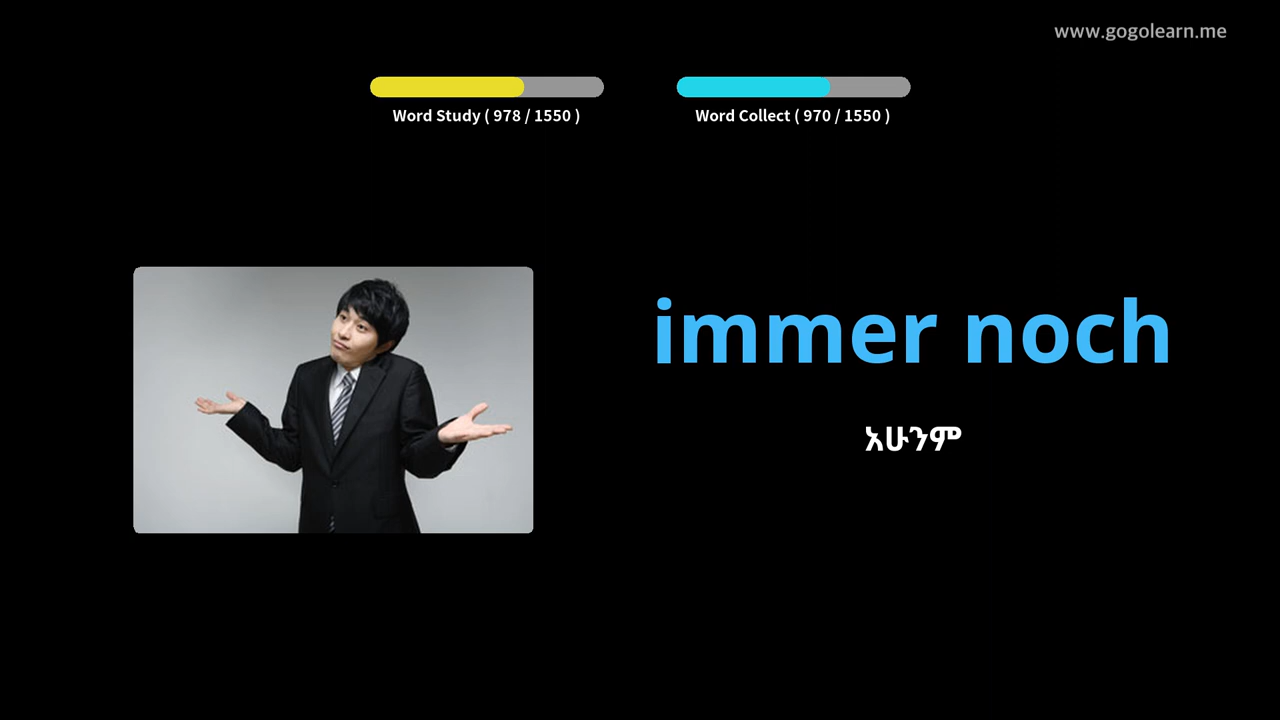 www.gogolearn.me
Word Study ( 978 / 1550 )
Word Collect ( 970 / 1550 )
immer noch
አሁንም